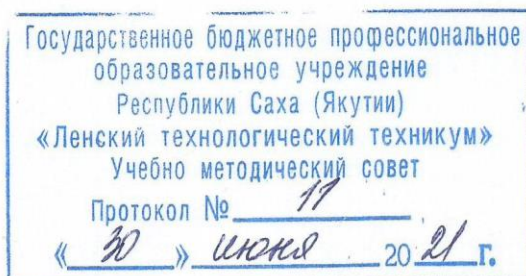 Государственное бюджетное профессиональное
образовательное учреждение
Республики Саха (Якутии)
«Ленский технологический техникум»
Учебно методический совет
Протокол № 11
« 30 » июня 20 21 г.